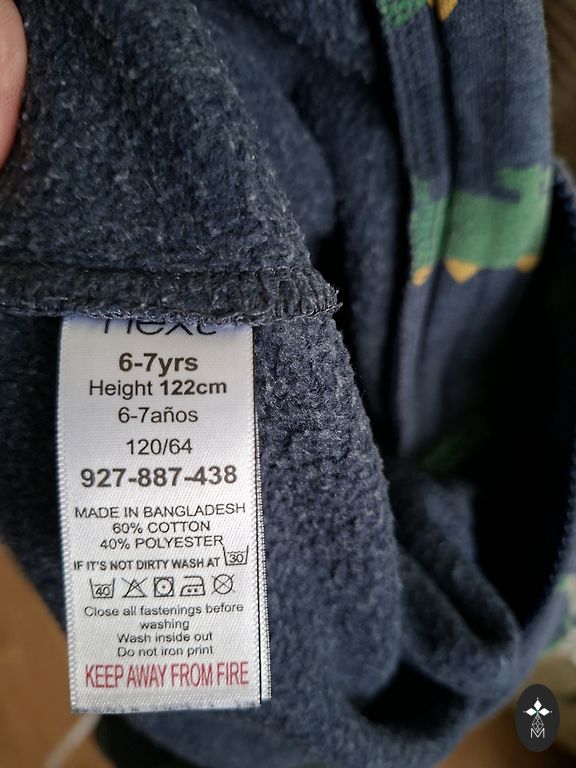 next
6-7yrs
Height 122cm
6-7años
120/64
927-887-438
MADE IN BANGLADESH
60% COTTON
40% POLYESTER
IF IT'S NOT DIRTY WASH AT 30
40
Close all fastenings before
washing
Wash inside out
Do not iron print
KEEP AWAY FROM FIRE
M